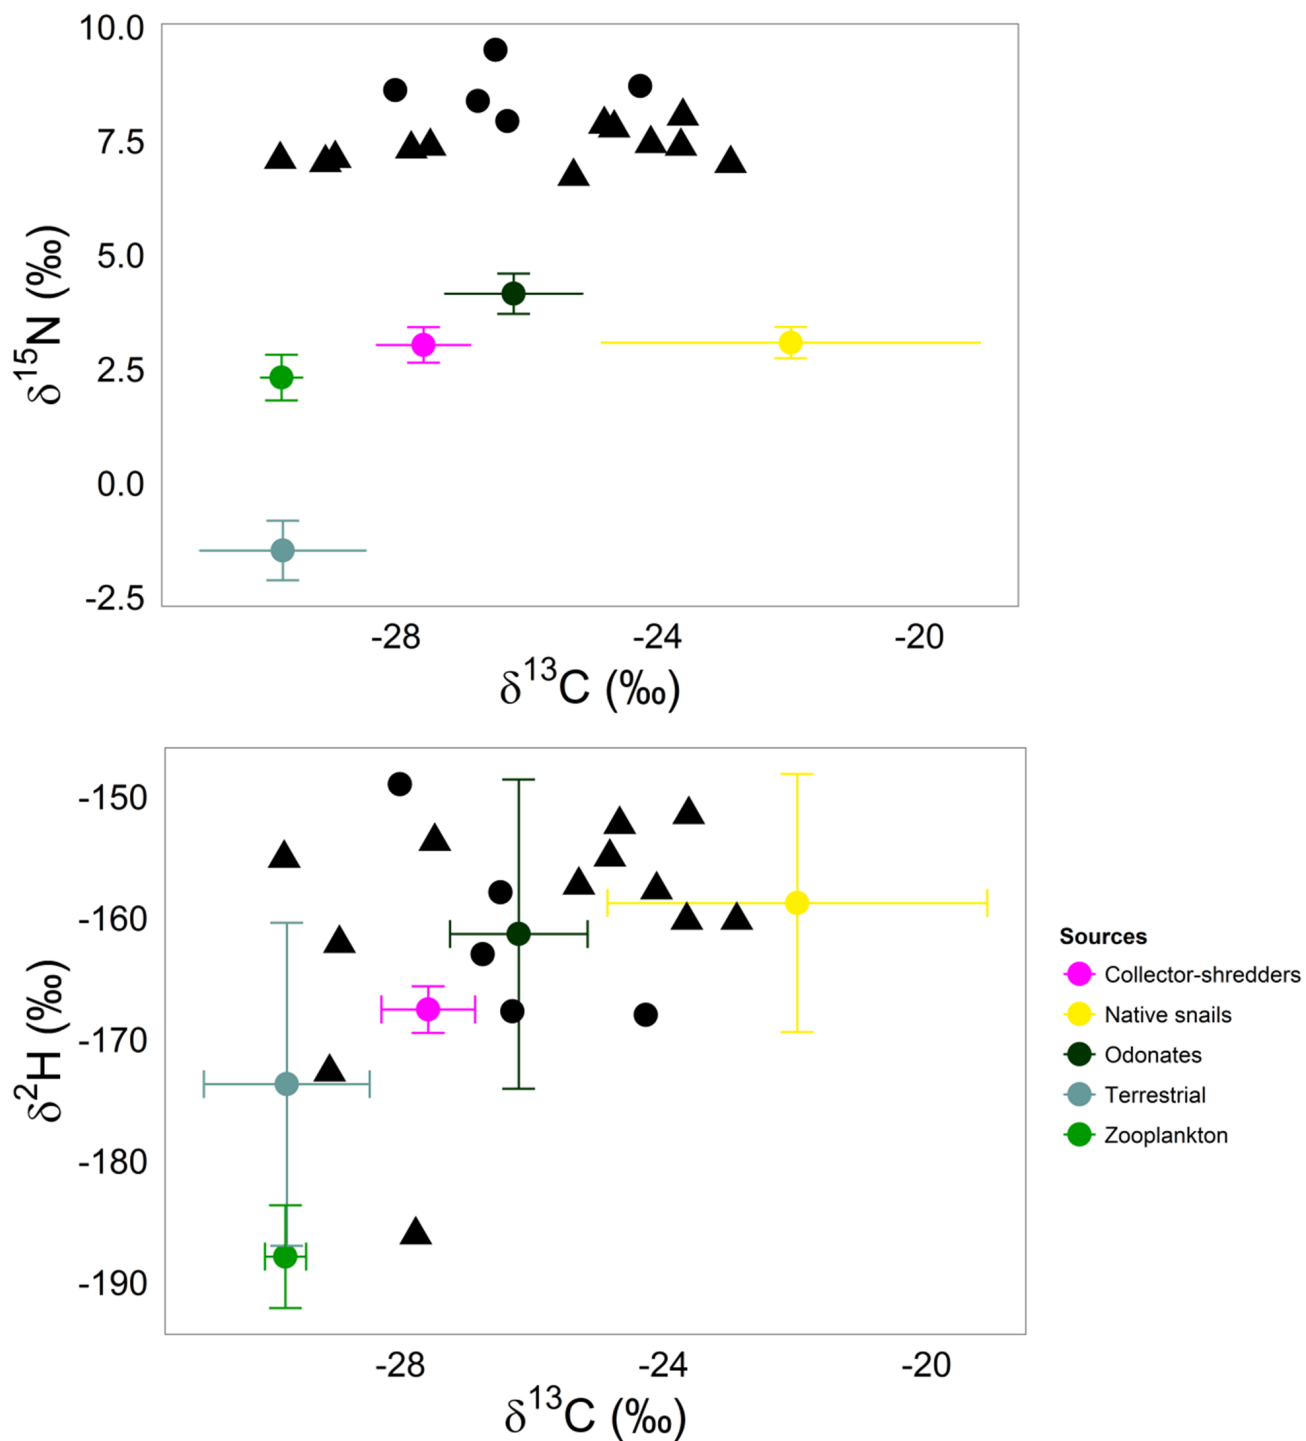 10.0
7.5
5.0
2.5
0.0
-2.5
δ¹⁵N (‰)
-28 -24 -20
δ¹³C (‰)
-150
-160
-170
-180
-190
δ²H (‰)
-28 -24 -20
δ¹³C (‰)
Sources
Collector-shredders
Native snails
Odonates
Terrestrial
Zooplankton